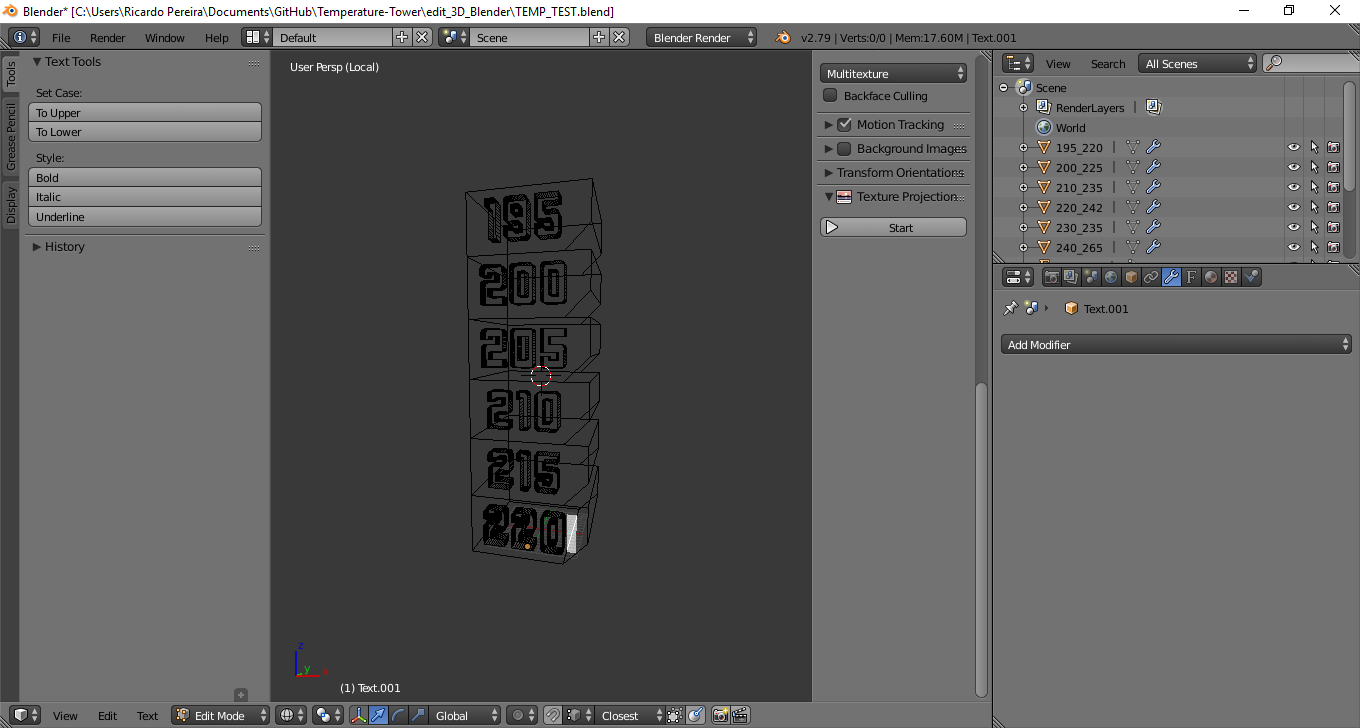 Blender* [C:\Users\Ricardo Pereira\Documents\GitHub\Temperature-Tower\edit_3D_Blender\TEMP_TEST.blend]
File Render Window Help Default Scene Blender Render v2.79 | Verts:0/0 | Mem:17.60M | Text.001
Tools
Grease Pencil
Display
Text Tools
Set Case:
To Upper
To Lower
Style:
Bold
Italic
Underline
History
User Persp (Local)
195
200
205
210
215
220
z
y
x
(1) Text.001
Multitexture
Backface Culling
Motion Tracking
Background Images
Transform Orientations
Texture Projection
Start
View Search All Scenes
Scene
RenderLayers |
World
195_220 |
200_225 |
210_235 |
220_242 |
230_235 |
240_265 |
F
Text.001
Add Modifier
View Edit Text Edit Mode Global Closest